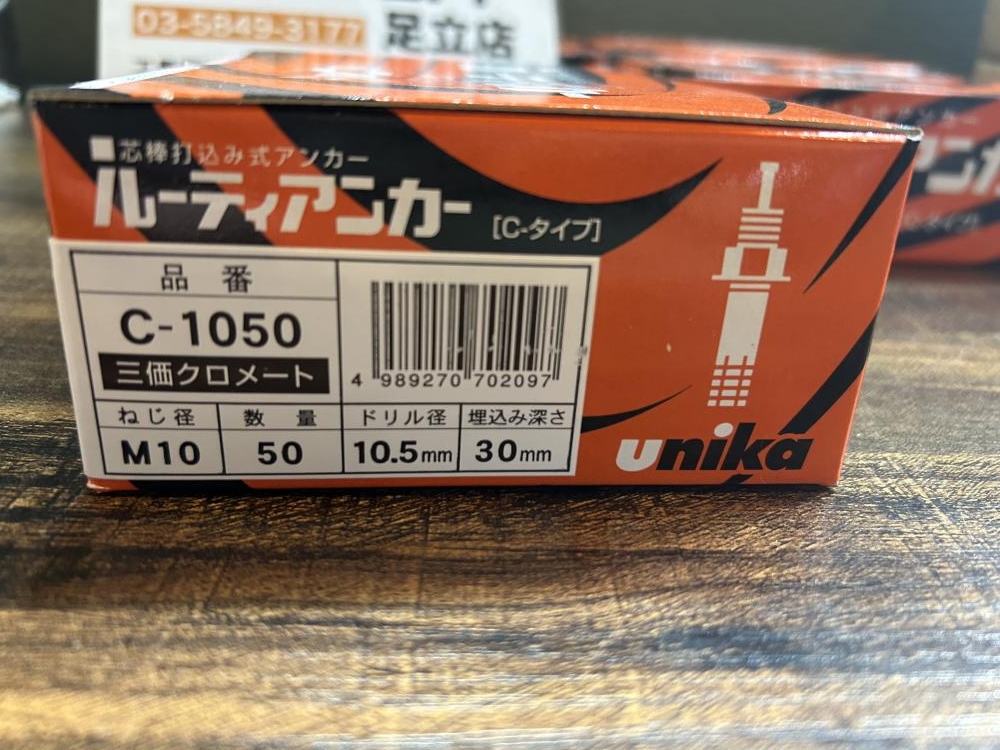 03-5849-3177
足立店
■芯棒打込み式アンカー
ルーティアンカー [C-タイプ]
品番
C-1050
三価クロメート
4 989270 702097
ねじ径 数量 ドリル径 埋込み深さ
M10 50 10.5mm 30mm
unika